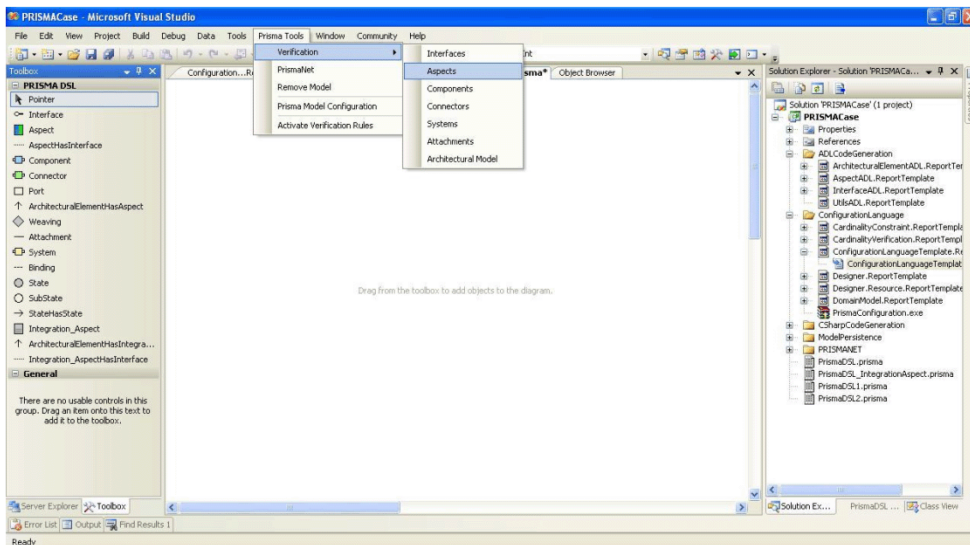 PRISMACase - Microsoft Visual Studio
File Edit View Project Build Debug Data Tools Prisma Tools Window Community Help
Verification
PrismaNet
Remove Model
Prisma Model Configuration
Activate Verification Rules
Interfaces
Aspects
Components
Connectors
Systems
Attachments
Architectural Model
Toolbox
PRISMA DSL
Pointer
Interface
Aspect
AspectHasInterface
Component
Connector
Port
ArchitecturalElementHasAspect
Weaving
Attachment
System
Binding
State
SubState
StateHasState
Integration_Aspect
ArchitecturalElementHasIntegra...
Integration_AspectHasInterface
General
There are no usable controls in this
group. Drag an item onto this text to
add it to the toolbox.
Server Explorer Toolbox
Configuration...R
sma* Object Browser
Drag from the toolbox to add objects to the diagram.
Solution Explorer - Solution 'PRISMACa...
Solution 'PRISMACase' (1 project)
PRISMACase
Properties
References
ADLCodeGeneration
ArchitecturalElementADL.ReportTer
AspectADL.ReportTemplate
InterfaceADL.ReportTemplate
UtilsADL.ReportTemplate
ConfigurationLanguage
CardinalityConstraint.ReportTempla
CardinalityVerification.ReportTempl
ConfigurationLanguageTemplate.Re
ConfigurationLanguageTemplat
Designer.ReportTemplate
Designer.Resource.ReportTemplate
DomainModel.ReportTemplate
PrismaConfiguration.exe
CSharpCodeGeneration
ModelPersistence
PRISMANET
PrismaDSL.prisma
PrismaDSL_IntegrationAspect.prisma
PrismaDSL1.prisma
PrismaDSL2.prisma
Solution Ex... PrismaDSL ... Class View
Error List Output Find Results 1
Ready